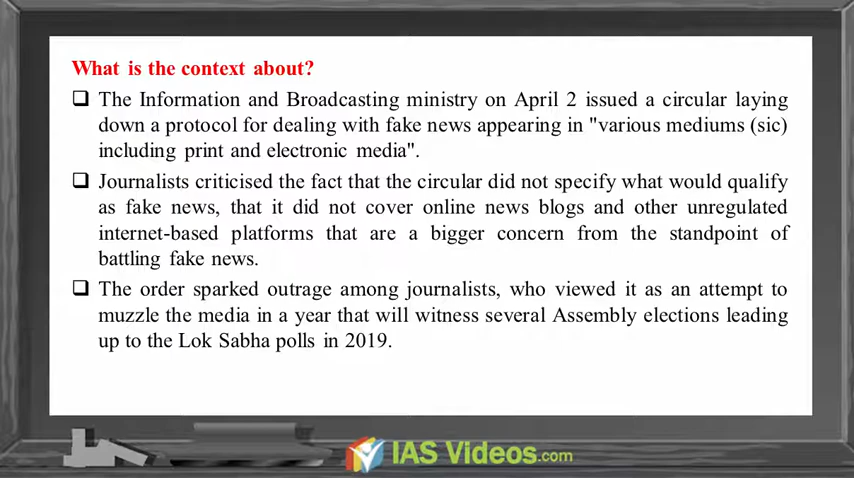 What is the context about?
❑ The Information and Broadcasting ministry on April 2 issued a circular laying
down a protocol for dealing with fake news appearing in "various mediums (sic)
including print and electronic media".
❑ Journalists criticised the fact that the circular did not specify what would qualify
as fake news, that it did not cover online news blogs and other unregulated
internet-based platforms that are a bigger concern from the standpoint of
battling fake news.
❑ The order sparked outrage among journalists, who viewed it as an attempt to
muzzle the media in a year that will witness several Assembly elections leading
up to the Lok Sabha polls in 2019.
IAS Videos.com